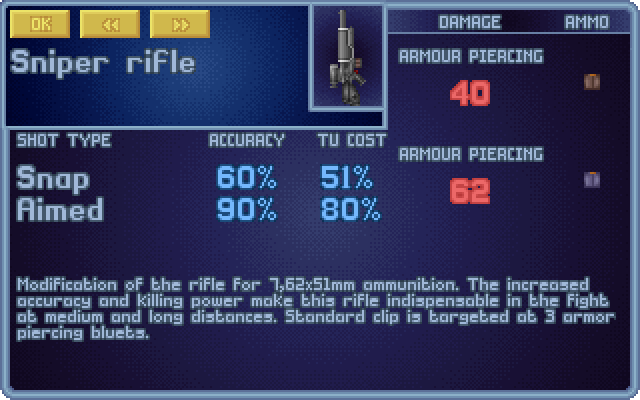 OK
DAMAGE AMMO
Sniper rifle
ARMOUR PIERCING
40
SHOT TYPE ACCURACY TU COST
ARMOUR PIERCING
Snap 60% 51%
62
Aimed 90% 80%
Modification of the rifle for 7,62x51mm ammunition. The increased
accuracy and killing power make this rifle indispensable in the fight
at medium and long distances. Standard clip is targeted at 3 armor
piercing bluets.